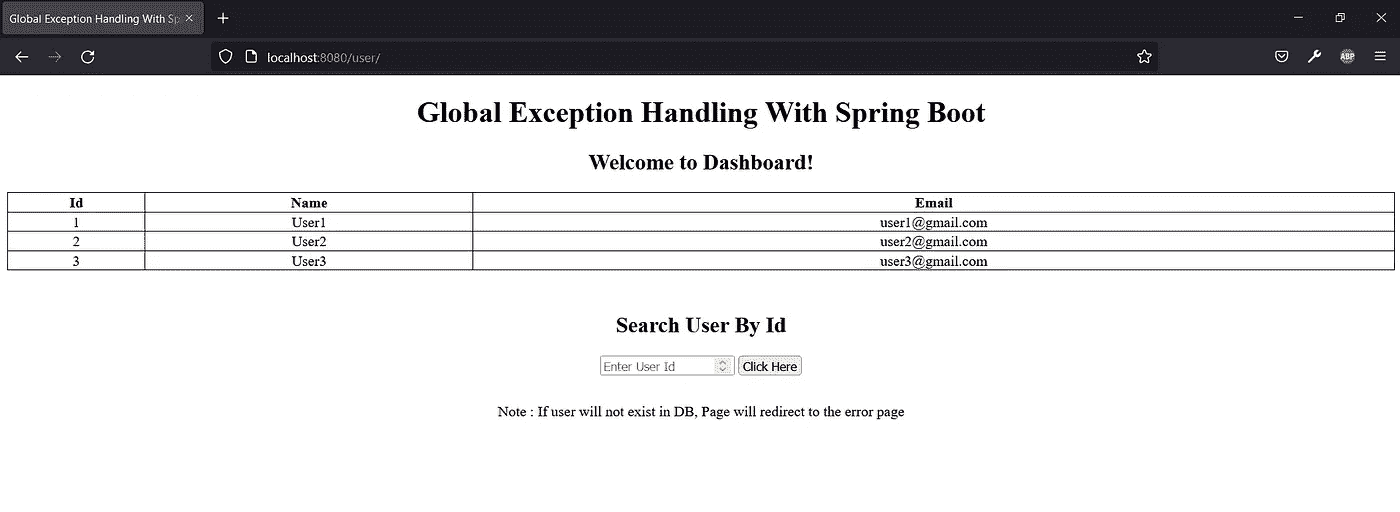 Global Exception Handling With Sp
localhost:8080/user/
ABP
Global Exception Handling With Spring Boot
Welcome to Dashboard!
Id Name Email
1 User1 user1@gmail.com
2 User2 user2@gmail.com
3 User3 user3@gmail.com
Search User By Id
Enter User Id Click Here
Note : If user will not exist in DB, Page will redirect to the error page